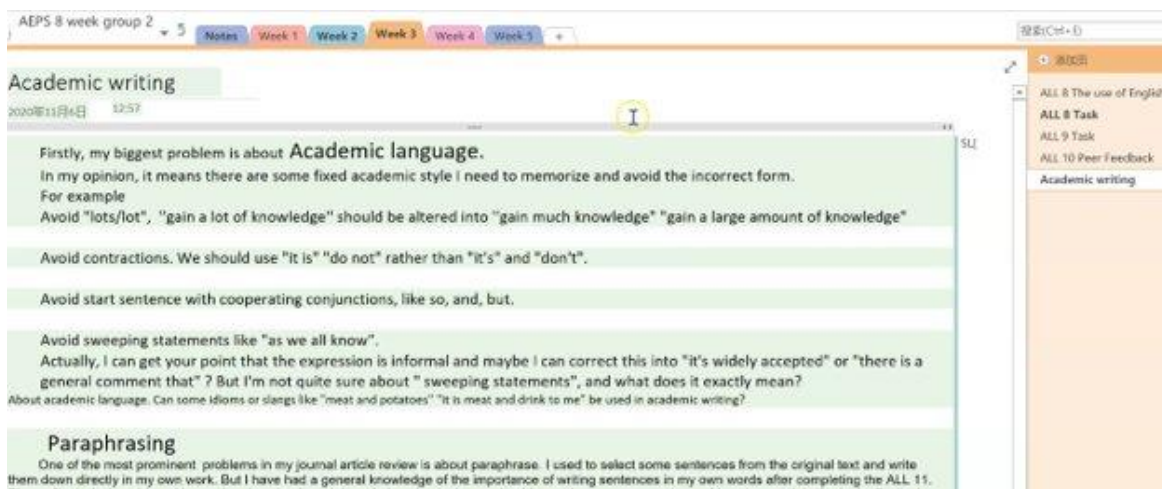 AEPS 8 week group 2
5
Notes Week 1 Week 2 Week 3 Week 4 Week 5 +
搜索(Ctrl+E)
添加页
Academic writing
2020年11月6日 12:57
ALL 8 The use of English
ALL 8 Task
ALL 9 Task
ALL 10 Peer Feedback
Academic writing
Firstly, my biggest problem is about Academic language.
In my opinion, it means there are some fixed academic style I need to memorize and avoid the incorrect form.
For example
Avoid "lots/lot", "gain a lot of knowledge" should be altered into "gain much knowledge" "gain a large amount of knowledge"
Avoid contractions. We should use "it is" "do not" rather than "it's" and "don't".
Avoid start sentence with cooperating conjunctions, like so, and, but.
Avoid sweeping statements like "as we all know".
Actually, I can get your point that the expression is informal and maybe I can correct this into "it's widely accepted" or "there is a
general comment that" ? But I'm not quite sure about " sweeping statements", and what does it exactly mean?
About academic language. Can some idioms or slangs like "meat and potatoes" "it is meat and drink to me" be used in academic writing?
Paraphrasing
One of the most prominent problems in my journal article review is about paraphrase. I used to select some sentences from the original text and write
them down directly in my own work. But I have had a general knowledge of the importance of writing sentences in my own words after completing the ALL 11.